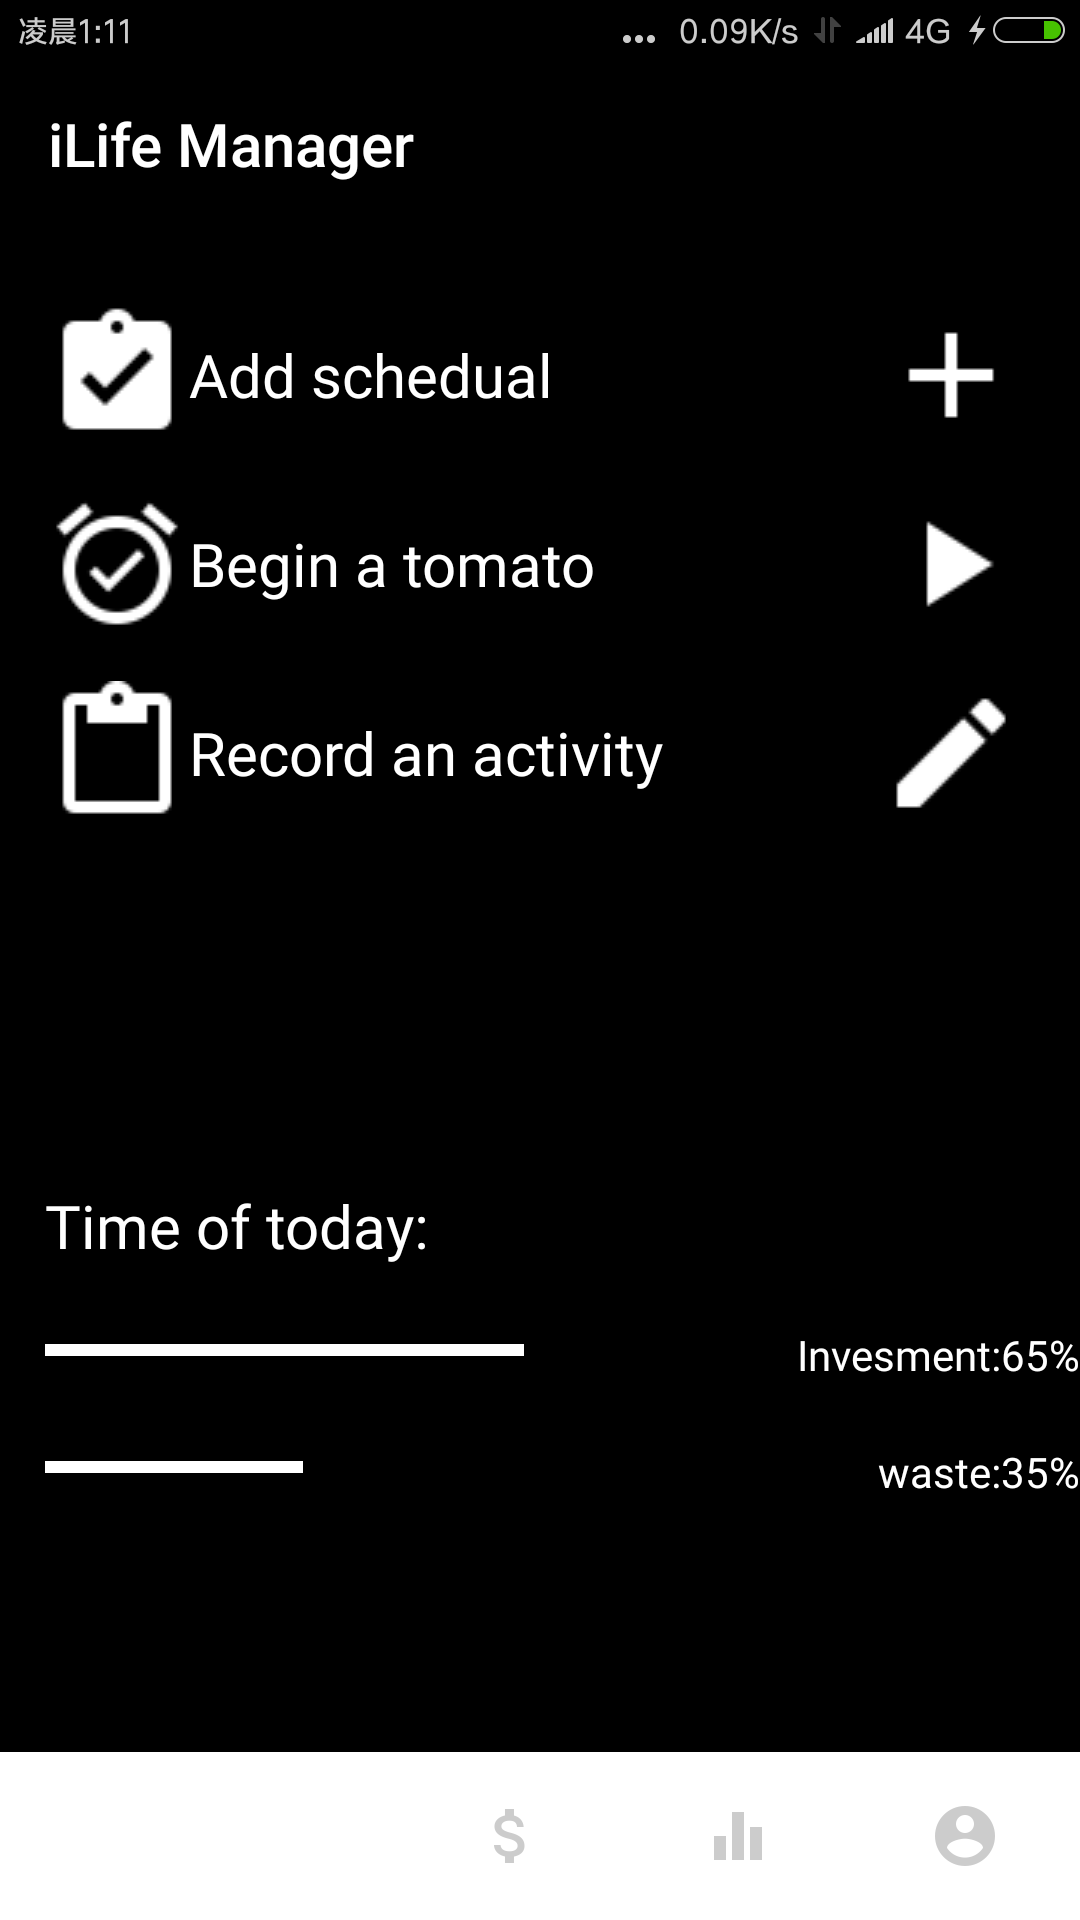 凌晨1:11 ... 0.09K/s 4G
iLife Manager
Add schedual
Begin a tomato
Record an activity
Time of today:
Invesment:65%
waste:35%
$